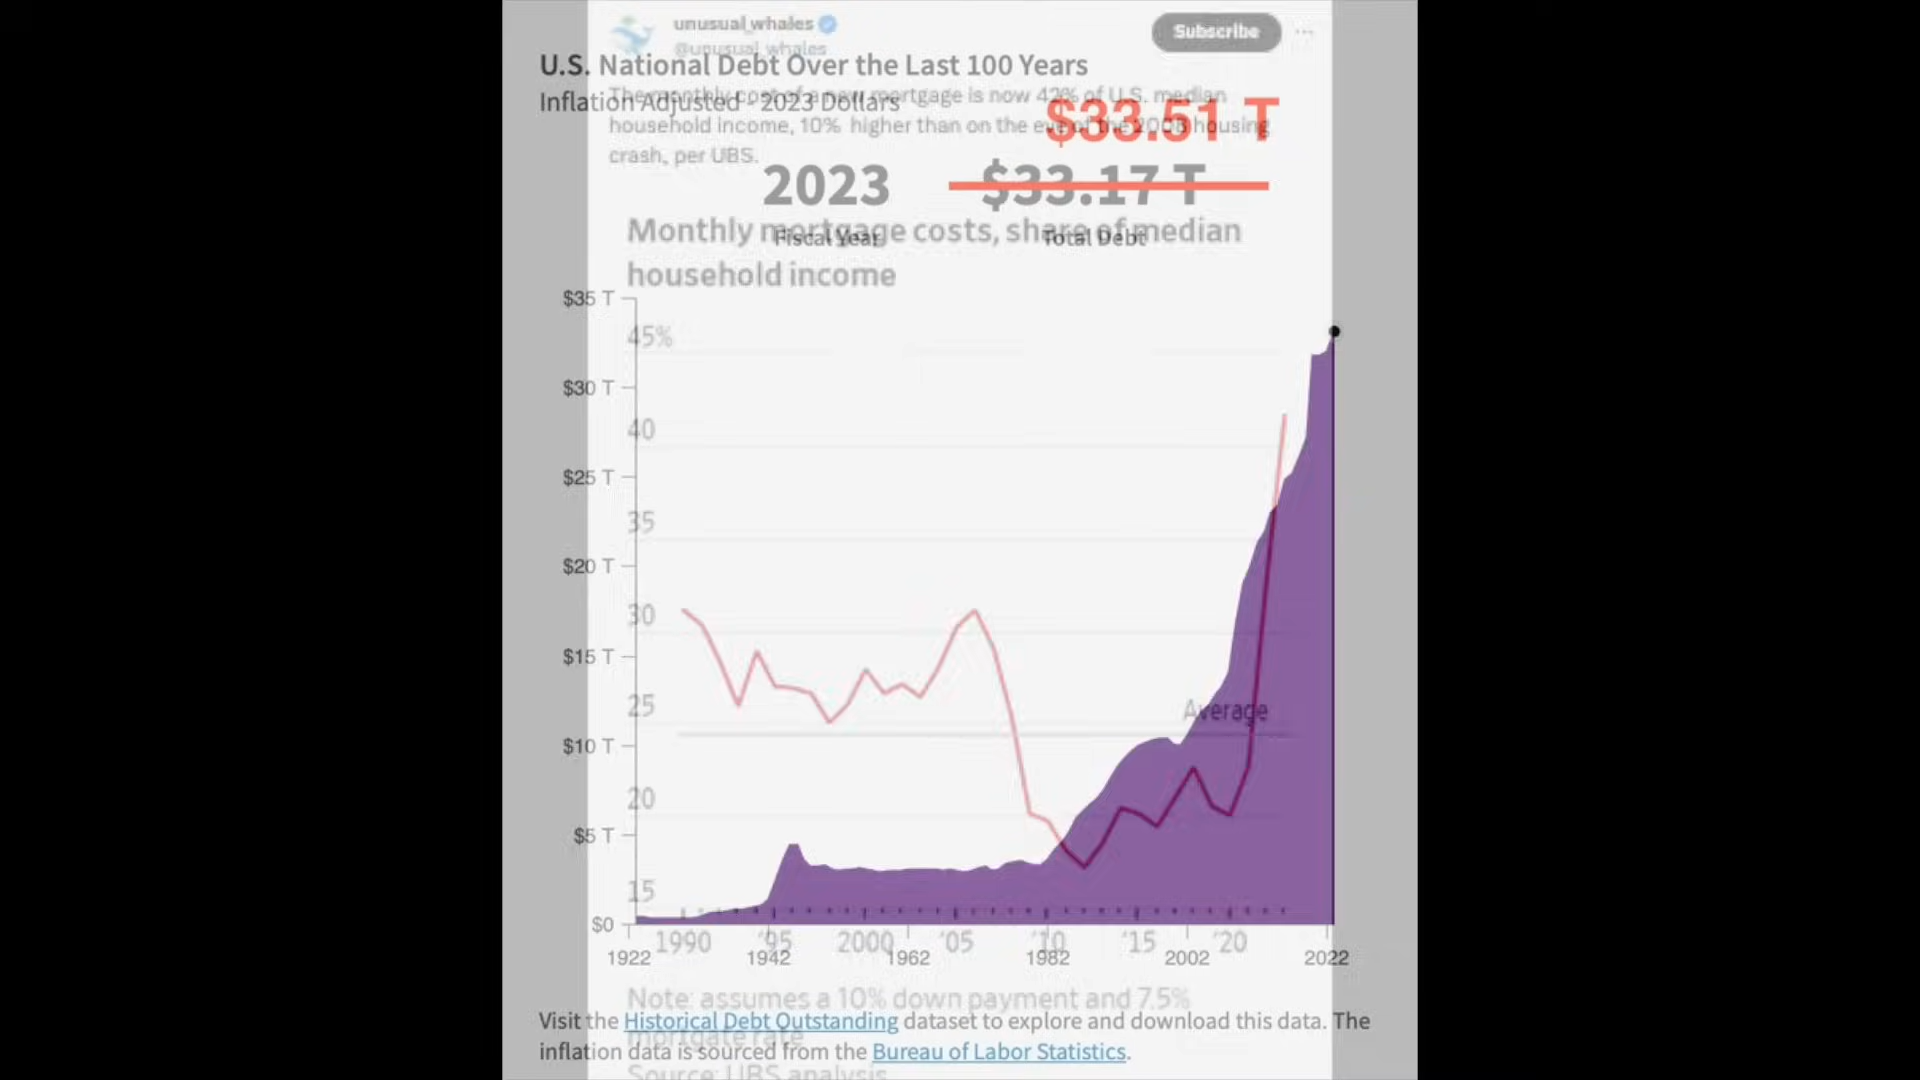 unusual_whales
@unusual_whales
Subscribe
U.S. National Debt Over the Last 100 Years
Inflation Adjusted - 2023 Dollars
The monthly cost of a new mortgage is now 42% of U.S. median
household income, 10% higher than on the eve of the 2008 housing
crash, per UBS.
$33.51 T
2023
$33.17 T
Fiscal Year
Total Debt
Monthly mortgage costs, share of median
household income
$35 T
$30 T
$25 T
$20 T
$15 T
$10 T
$5 T
$0
45%
40
35
30
25
20
15
Average
1990 '95 2000 '05 '10 '15 '20
1922 1942 1962 1982 2002 2022
Note: assumes a 10% down payment and 7.5%
mortgate rate
Source: UBS analysis
Visit the Historical Debt Outstanding dataset to explore and download this data. The
inflation data is sourced from the Bureau of Labor Statistics.